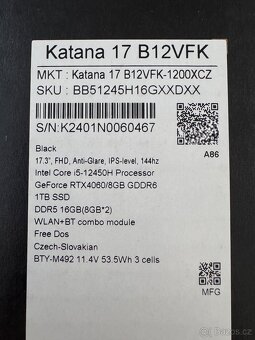 Katana 17 B12VFK
MKT : Katana 17 B12VFK-1200XCZ
SKU : BB51245H16GXXDXX
S/N:K2401N0060467
Black
A86
17.3", FHD, Anti-Glare, IPS-level, 144hz
Intel Core i5-12450H Processor
GeForce RTX4060/8GB GDDR6
1TB SSD
DDR5 16GB(8GB*2)
WLAN+BT combo module
Free Dos
Czech-Slovakian
BTY-M492 11.4V 53.5Wh 3 cells
MFG
sbazar.cz